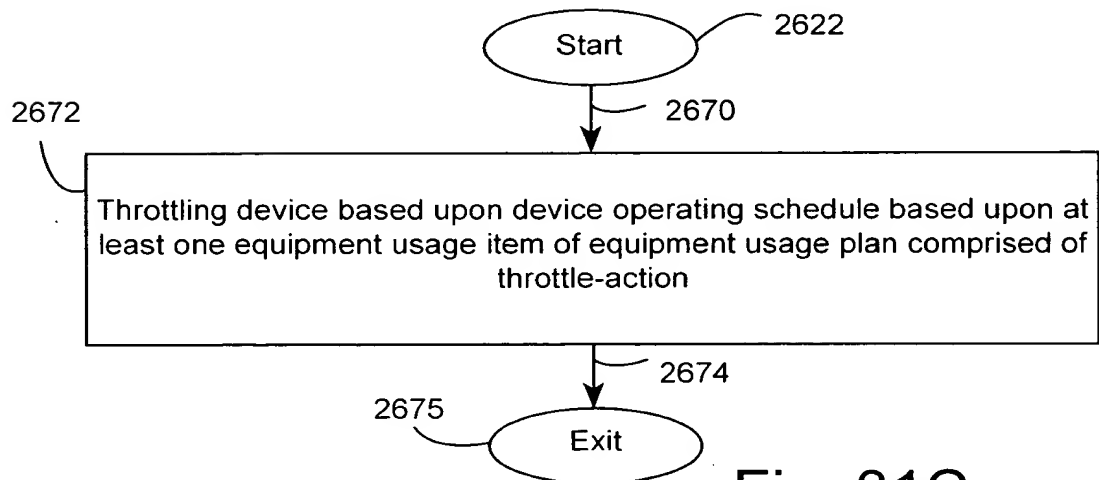 Start
2622
2670
2672
Throttling device based upon device operating schedule based upon at
least one equipment usage item of equipment usage plan comprised of
throttle-action
2674
2675
Exit